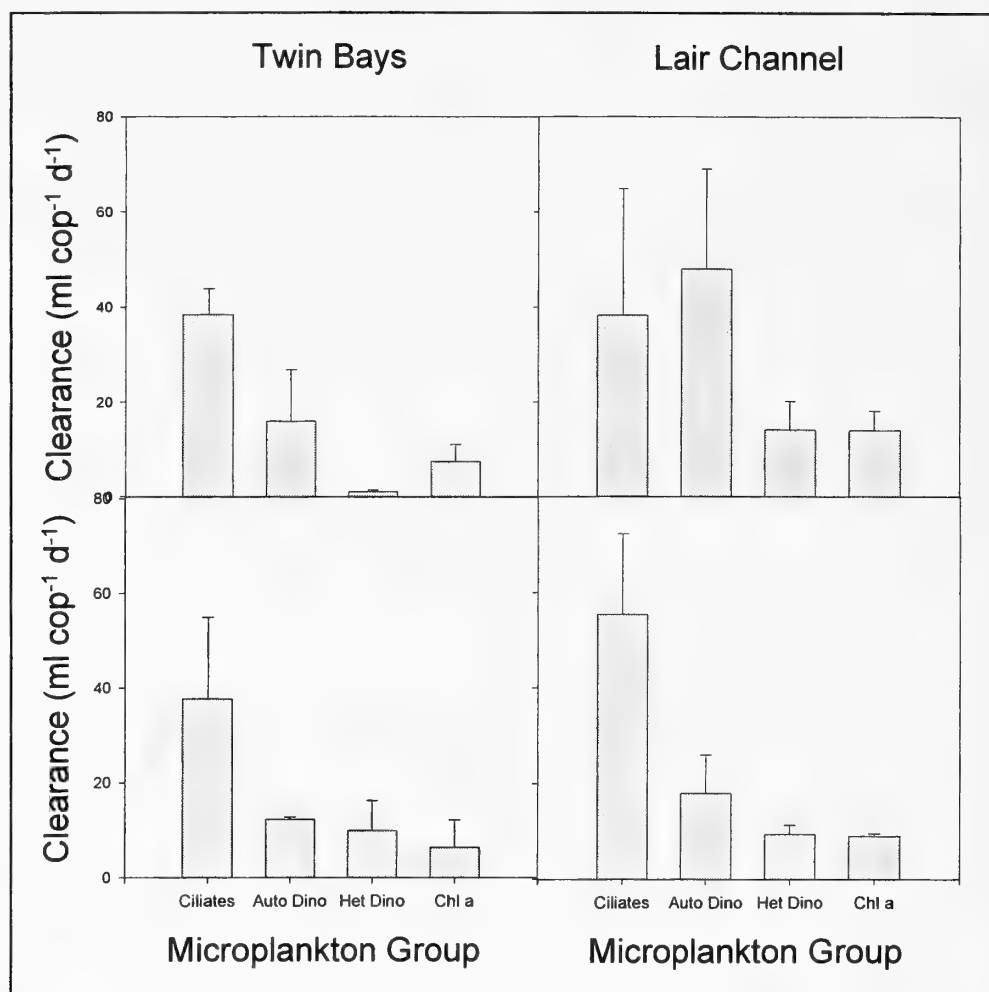 Twin Bays
Lair Channel
Clearance (ml cop⁻¹ d⁻¹)
80
60
40
20
0
Clearance (ml cop⁻¹ d⁻¹)
80
60
40
20
0
Ciliates Auto Dino Het Dino Chl a
Ciliates Auto Dino Het Dino Chl a
Microplankton Group
Microplankton Group